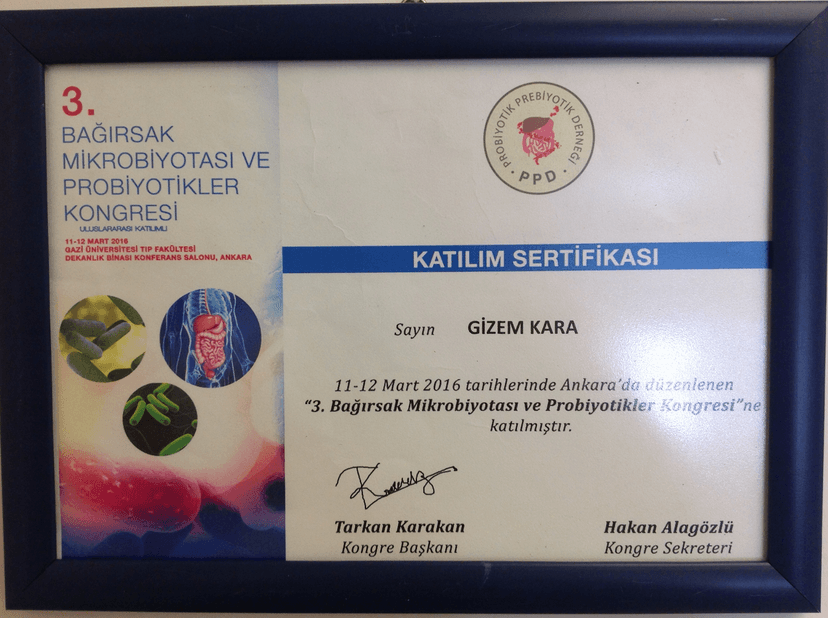 3.
BAĞIRSAK
MİKROBİYOTASI VE
PROBİYOTİKLER
KONGRESİ
ULUSLARARASI KATILIMLI
11-12 MART 2016
GAZİ ÜNİVERSİTESİ TIP FAKÜLTESİ
DEKANLIK BİNASI KONFERANS SALONU, ANKARA
PROBİYOTİK PREBİYOTİK DERNEĞİ
· PPD ·
KATILIM SERTİFİKASI
Sayın GİZEM KARA
11-12 Mart 2016 tarihlerinde Ankara’da düzenlenen
“3. Bağırsak Mikrobiyotası ve Probiyotikler Kongresi”ne
katılmıştır.
Tarkan Karakan Hakan Alagözlü
Kongre Başkanı Kongre Sekreteri